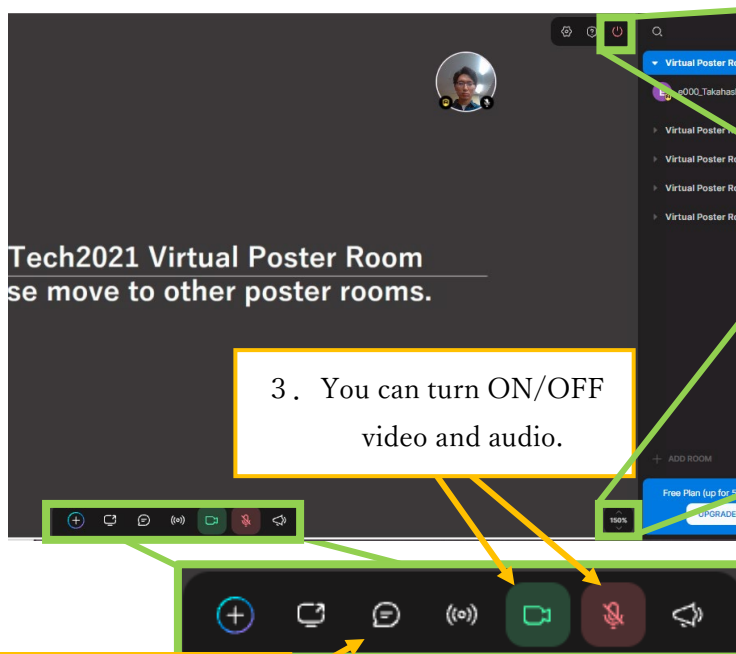 Virtual Poster Ro
e000_Takahash
Virtual Poster R
Virtual Poster Ro
Virtual Poster Ro
Virtual Poster Ro
Tech2021 Virtual Poster Room
se move to other poster rooms.
3. You can turn ON/OFF
video and audio.
+ ADD ROOM
Free Plan (up for 5
UPGRADE
150%